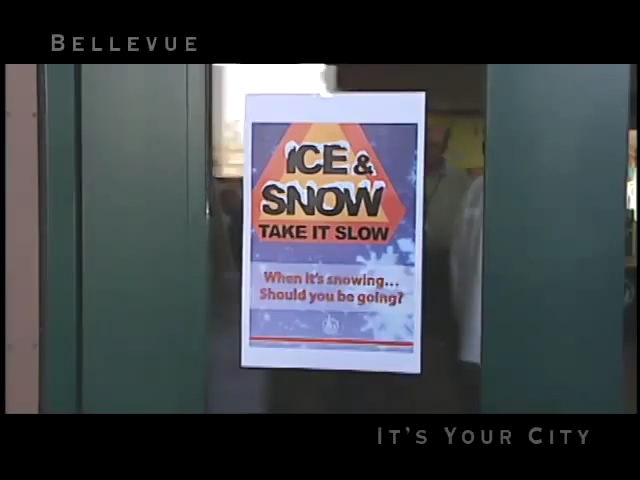 BELLEVUE
ICE &
SNOW
TAKE IT SLOW
When it's snowing...
Should you be going?
IT'S YOUR CITY